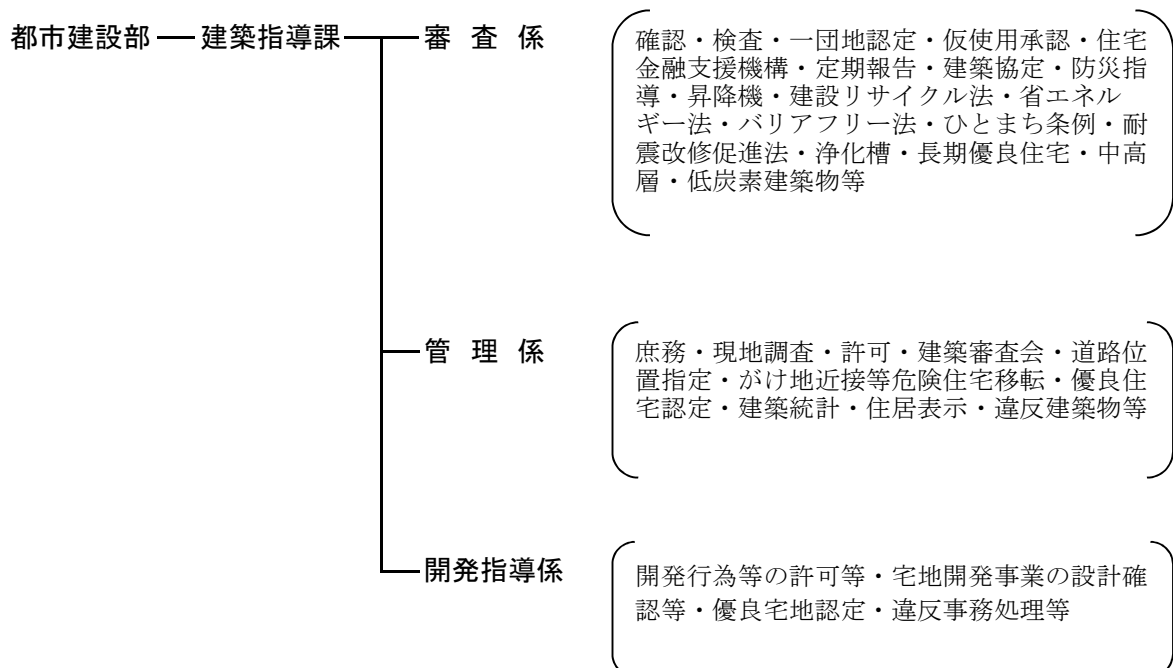 都市建設部
建築指導課
審 査 係
確認・検査・一団地認定・仮使用承認・住宅
金融支援機構・定期報告・建築協定・防災指
導・昇降機・建設リサイクル法・省エネル
ギー法・バリアフリー法・ひとまち条例・耐
震改修促進法・浄化槽・長期優良住宅・中高
層・低炭素建築物等
管 理 係
庶務・現地調査・許可・建築審査会・道路位
置指定・がけ地近接等危険住宅移転・優良住
宅認定・建築統計・住居表示・違反建築物等
開発指導係
開発行為等の許可等・宅地開発事業の設計確
認等・優良宅地認定・違反事務処理等